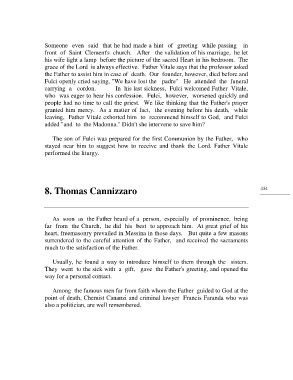 Someone even said that he had made a hint of greeting while passing in
front of Saint Clement's church. After the validation of his marriage, he let
his wife light a lamp before the picture of the sacred Heart in his bedroom. The
grace of the Lord is always effective. Father Vitale says that the professor asked
the Father to assist him in case of death. Our founder, however, died before and
Fulci openly cried saying, "We have lost the parks" He attended the funeral
carrying a cordon. In his last sickness, Fulci welcomed Father Vitale,
who was eager to hear his confession. Fulci, however, worsened quickly and
people had no time to call the priest. We like thinking that the Father's prayer
granted him mercy. As a matter of fact, the evening before his death, while
leaving, Father Vitale exhorted him to recommend himself to God, and Fulci
added "and to the Madonna." Didn't she intervene to save him?
The son of Fulci was prepared for the first Communion by the Father, who
stayed near him to suggest how to receive and thank the Lord. Father Vitale
performed the liturgy.
8. Thomas Cannizzaro
As soon as the Father heard of a person, especially of prominence, being
far from the Church, he did his best to approach him. At great grief of his
heart, freemasonry prevailed in Messina in those days. But quite a few masons
surrendered to the careful attention of the Father, and received the sacraments
much to the satisfaction of the Father.
Usually, he found a way to introduce himself to them through the sisters.
They went to the sick with a gift, gave the Father's greeting, and opened the
way for a personal contact.
Among the famous men far from faith whom the Father guided to God at the
point of death, Chemist Cananzi and criminal lawyer Francis Faranda who was
also a politician, are well remembered.